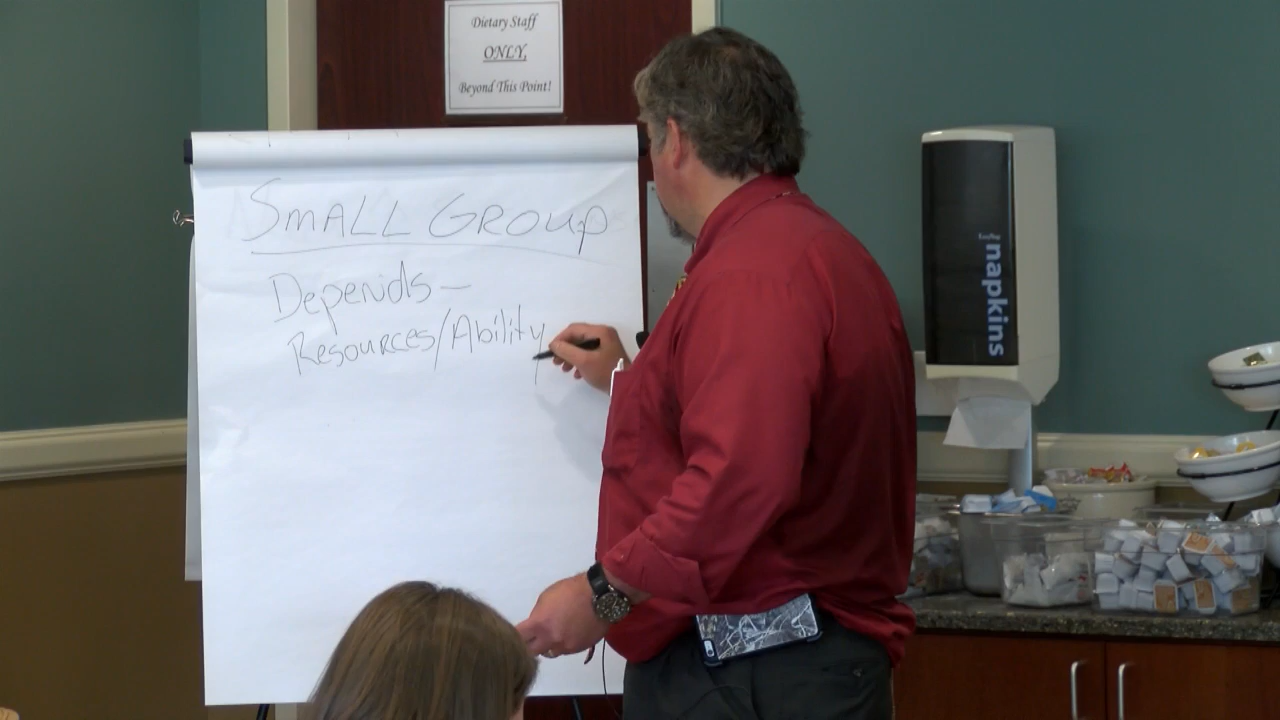 Dietary Staff
ONLY,
Beyond This Point!
SMALL GROUP
Depends-
Resources/Ability
napkins